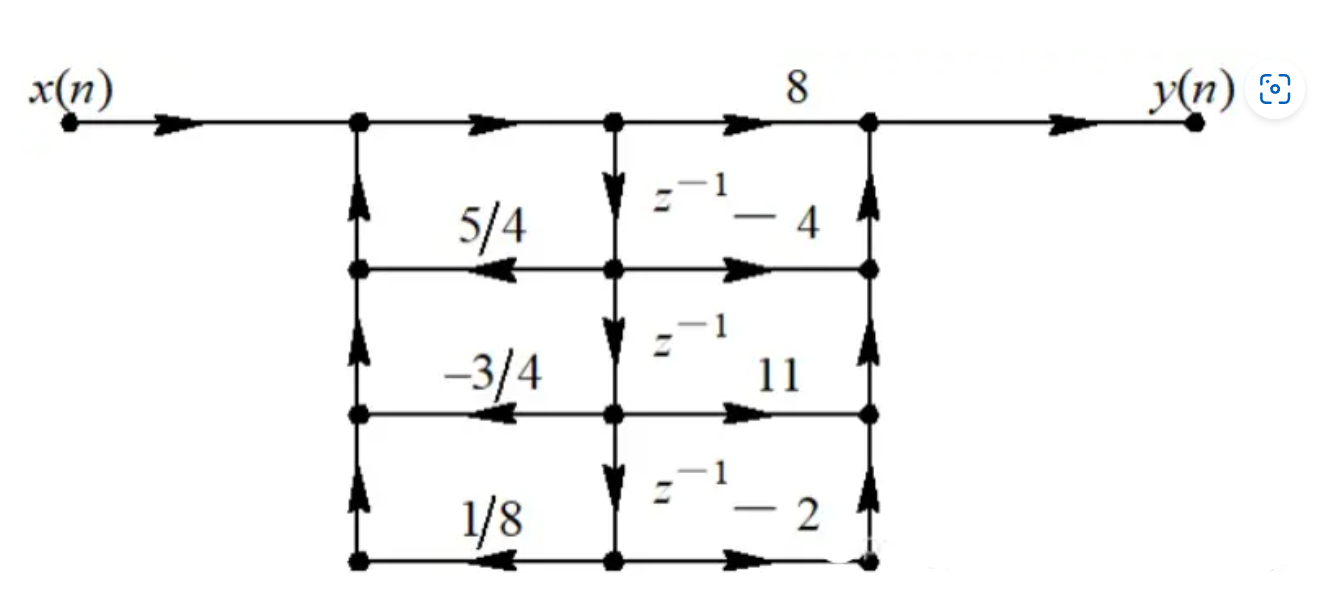 x(n) 8 y(n)
z⁻¹
5/4 — 4
z⁻¹
–3/4 11
z⁻¹
1/8 — 2